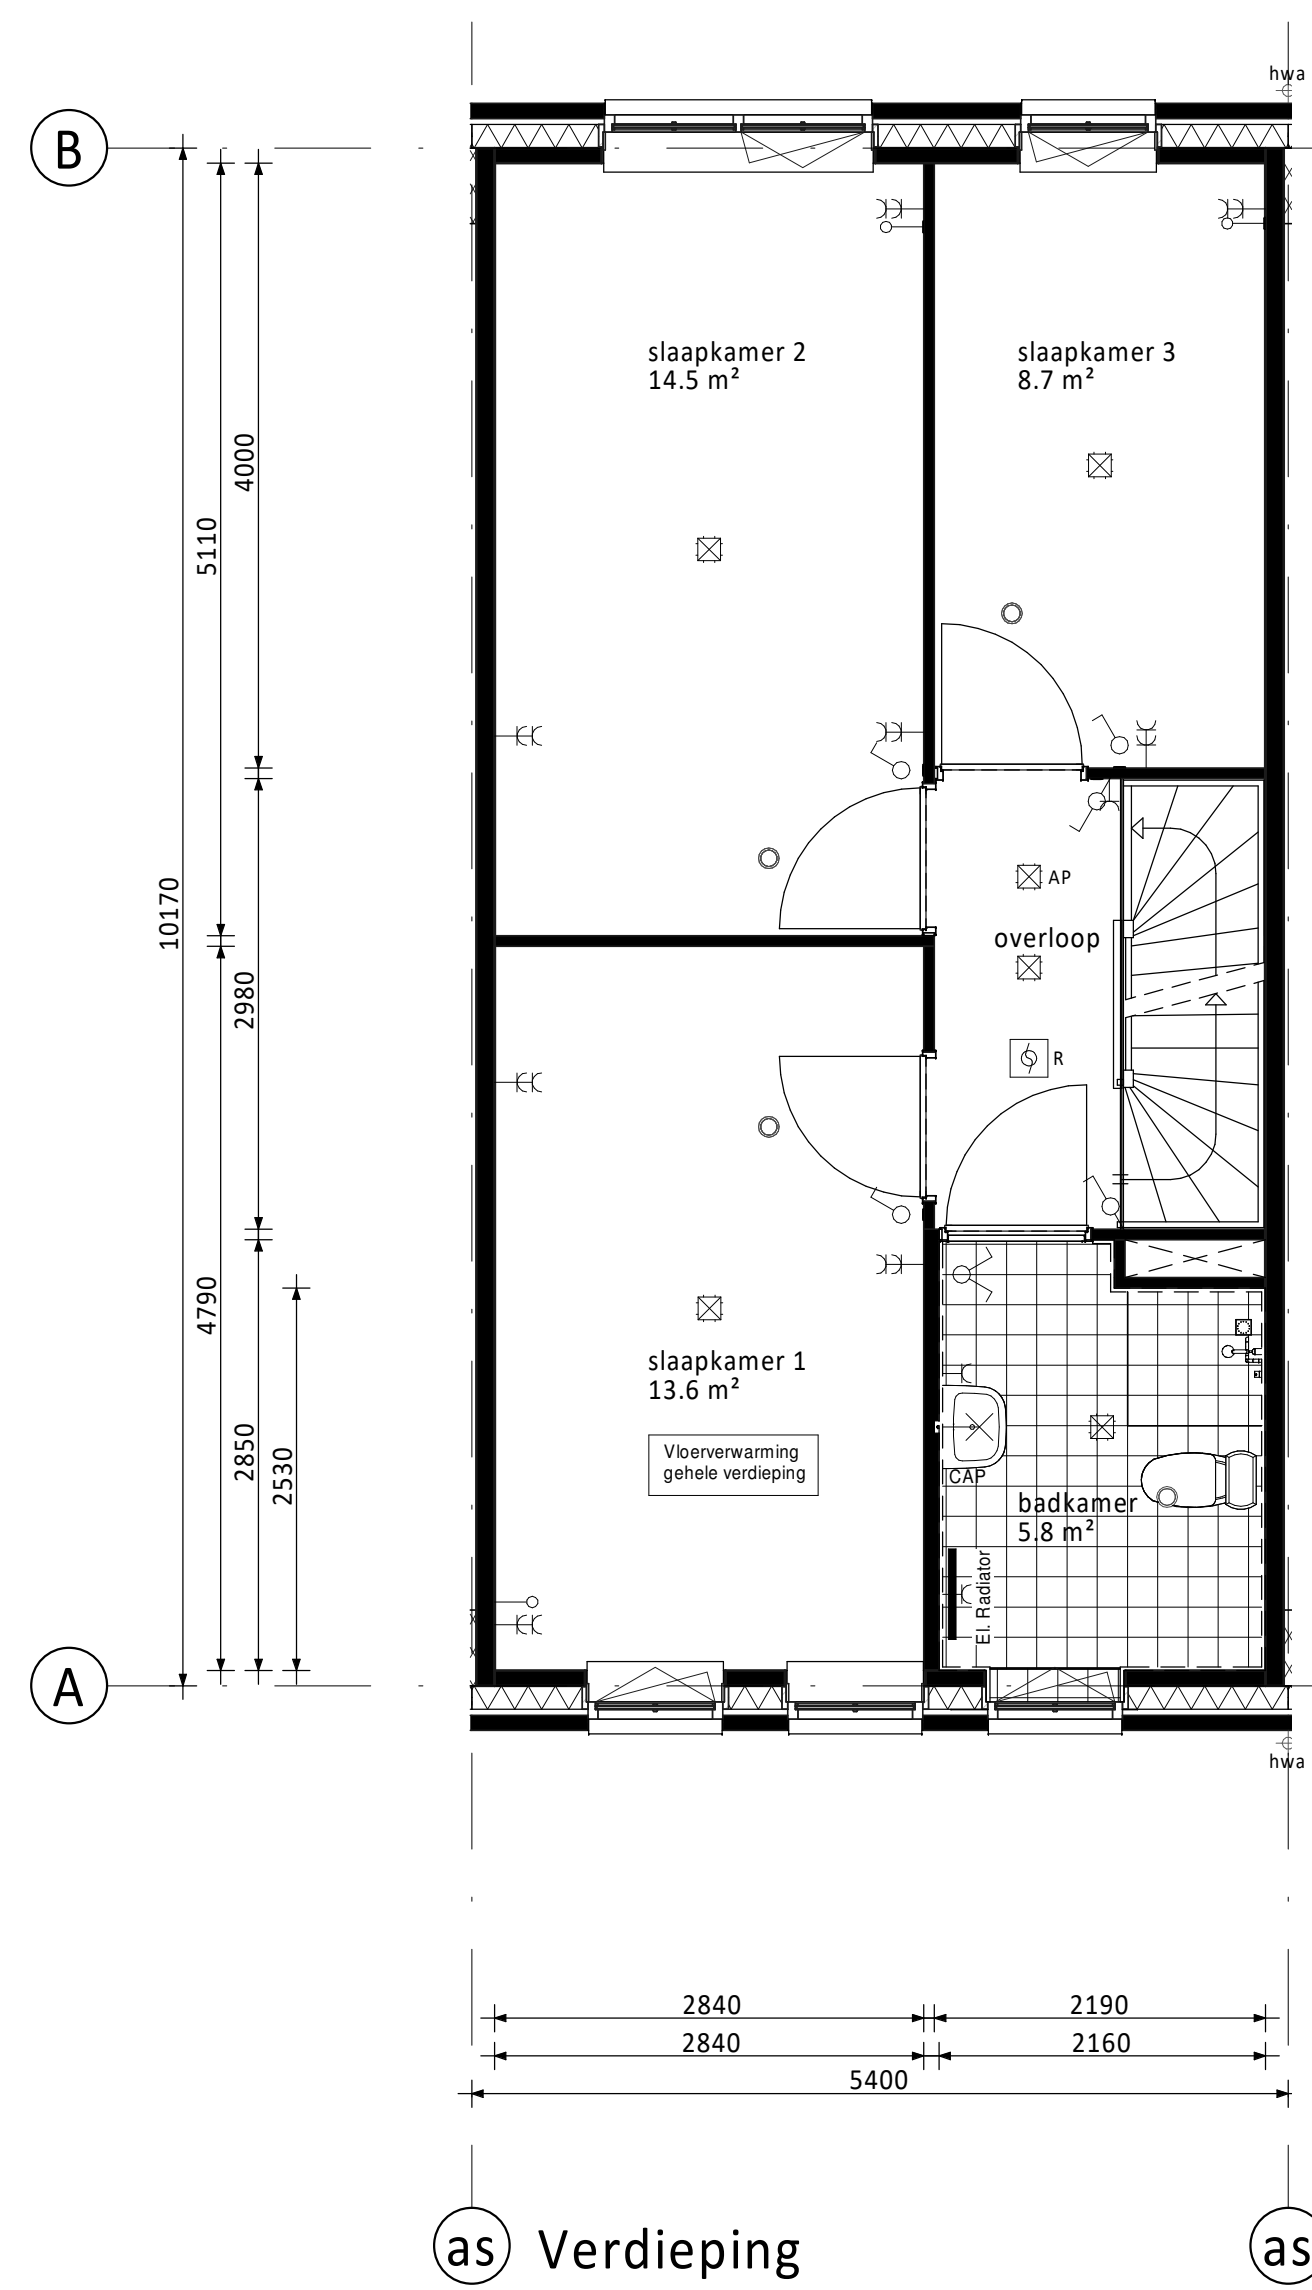 hwa
B
slaapkamer 2
14.5 m²
slaapkamer 3
8.7 m²
4000
5110
10170
2980
AP
overloop
R
4790
2850
2530
slaapkamer 1
13.6 m²
Vloerverwarming
gehele verdieping
CAP
badkamer
5.8 m²
El. Radiator
A
hwa
2840
2190
2840
2160
5400
as
Verdieping
as